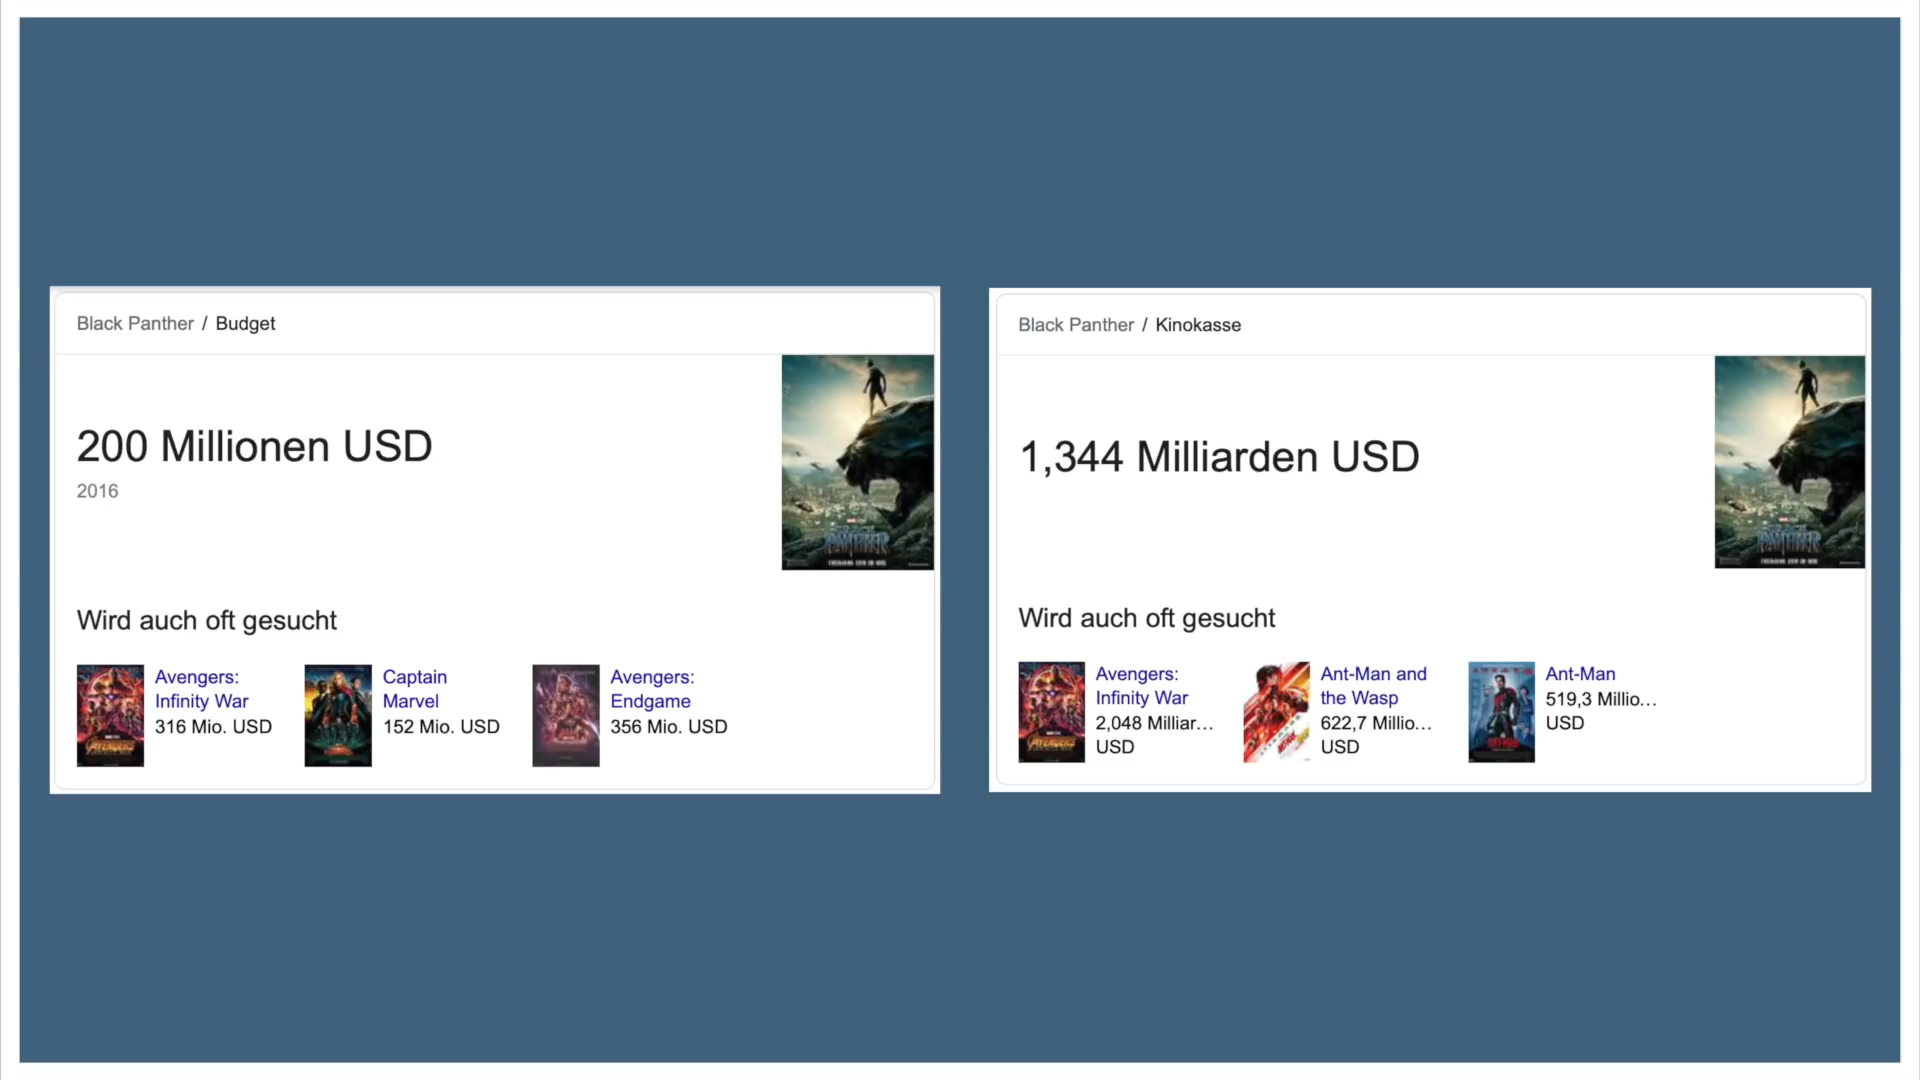 Black Panther / Budget
200 Millionen USD
2016
Wird auch oft gesucht
Avengers:
Infinity War
316 Mio. USD
Captain
Marvel
152 Mio. USD
Avengers:
Endgame
356 Mio. USD
Black Panther / Kinokasse
1,344 Milliarden USD
Wird auch oft gesucht
Avengers:
Infinity War
2,048 Milliar...
USD
Ant-Man and
the Wasp
622,7 Millio...
USD
Ant-Man
519,3 Millio...
USD